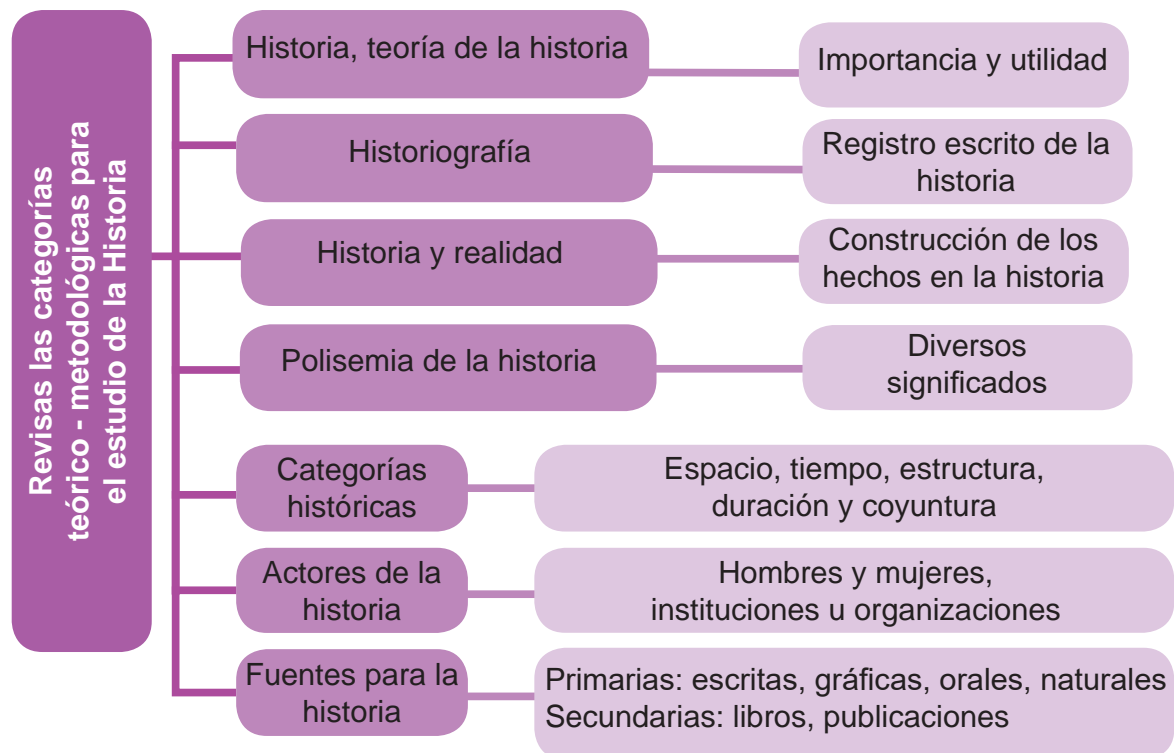 Revisas las categorías
teórico - metodológicas para
el estudio de la Historia
Historia, teoría de la historia
Importancia y utilidad
Historiografía
Registro escrito de la
historia
Historia y realidad
Construcción de los
hechos en la historia
Polisemia de la historia
Diversos
significados
Categorías
históricas
Espacio, tiempo, estructura,
duración y coyuntura
Actores de la
historia
Hombres y mujeres,
instituciones u organizaciones
Fuentes para la
historia
Primarias: escritas, gráficas, orales, naturales
Secundarias: libros, publicaciones